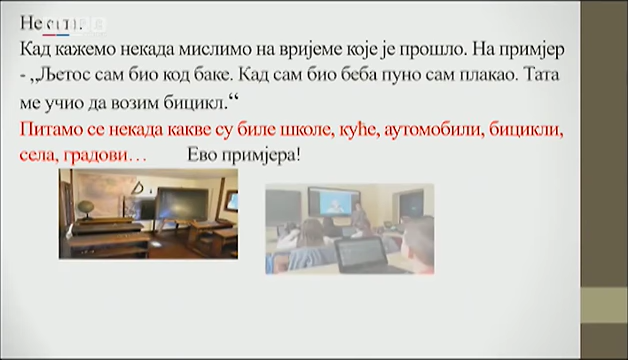 Кад кажемо некада мислимо на вријеме које је прошло. На примјер
- „Љетос сам био код баке. Кад сам био беба пуно сам плакао. Тата
ме учио да возим бицикл.“
Питамо се некада какве су биле школе, куће, аутомобили, бицикли,
села, градови… Ево примјера!